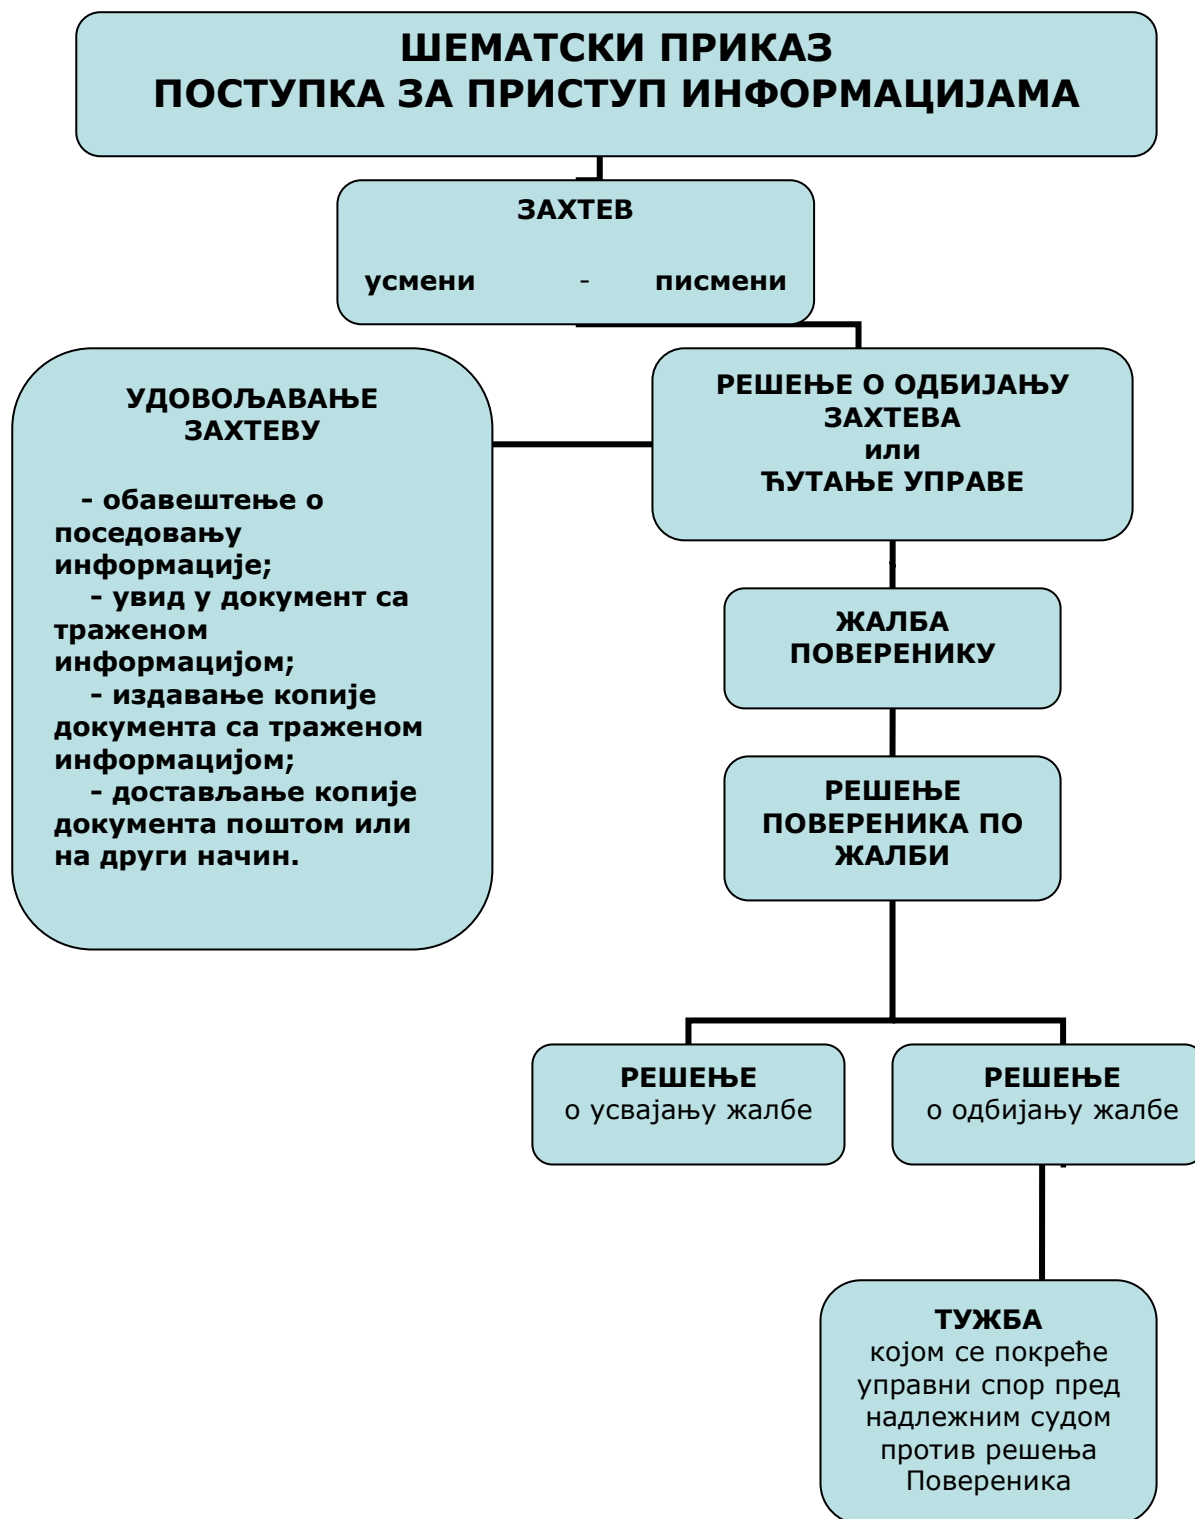 ШЕМАТСКИ ПРИКАЗ
ПОСТУПКА ЗА ПРИСТУП ИНФОРМАЦИЈАМА
ЗАХТЕВ
усмени - писмени
УДОВОЉАВАЊЕ
ЗАХТЕВУ
- обавештење о
поседовању
информације;
- увид у документ са
траженом
информацијом;
- издавање копије
документа са траженом
информацијом;
- достављање копије
документа поштом или
на други начин.
РЕШЕЊЕ О ОДБИЈАЊУ
ЗАХТЕВА
или
ЋУТАЊЕ УПРАВЕ
ЖАЛБА
ПОВЕРЕНИКУ
РЕШЕЊЕ
ПОВЕРЕНИКА ПО
ЖАЛБИ
РЕШЕЊЕ
о усвајању жалбе
РЕШЕЊЕ
о одбијању жалбе
ТУЖБА
којом се покреће
управни спор пред
надлежним судом
против решења
Повереника